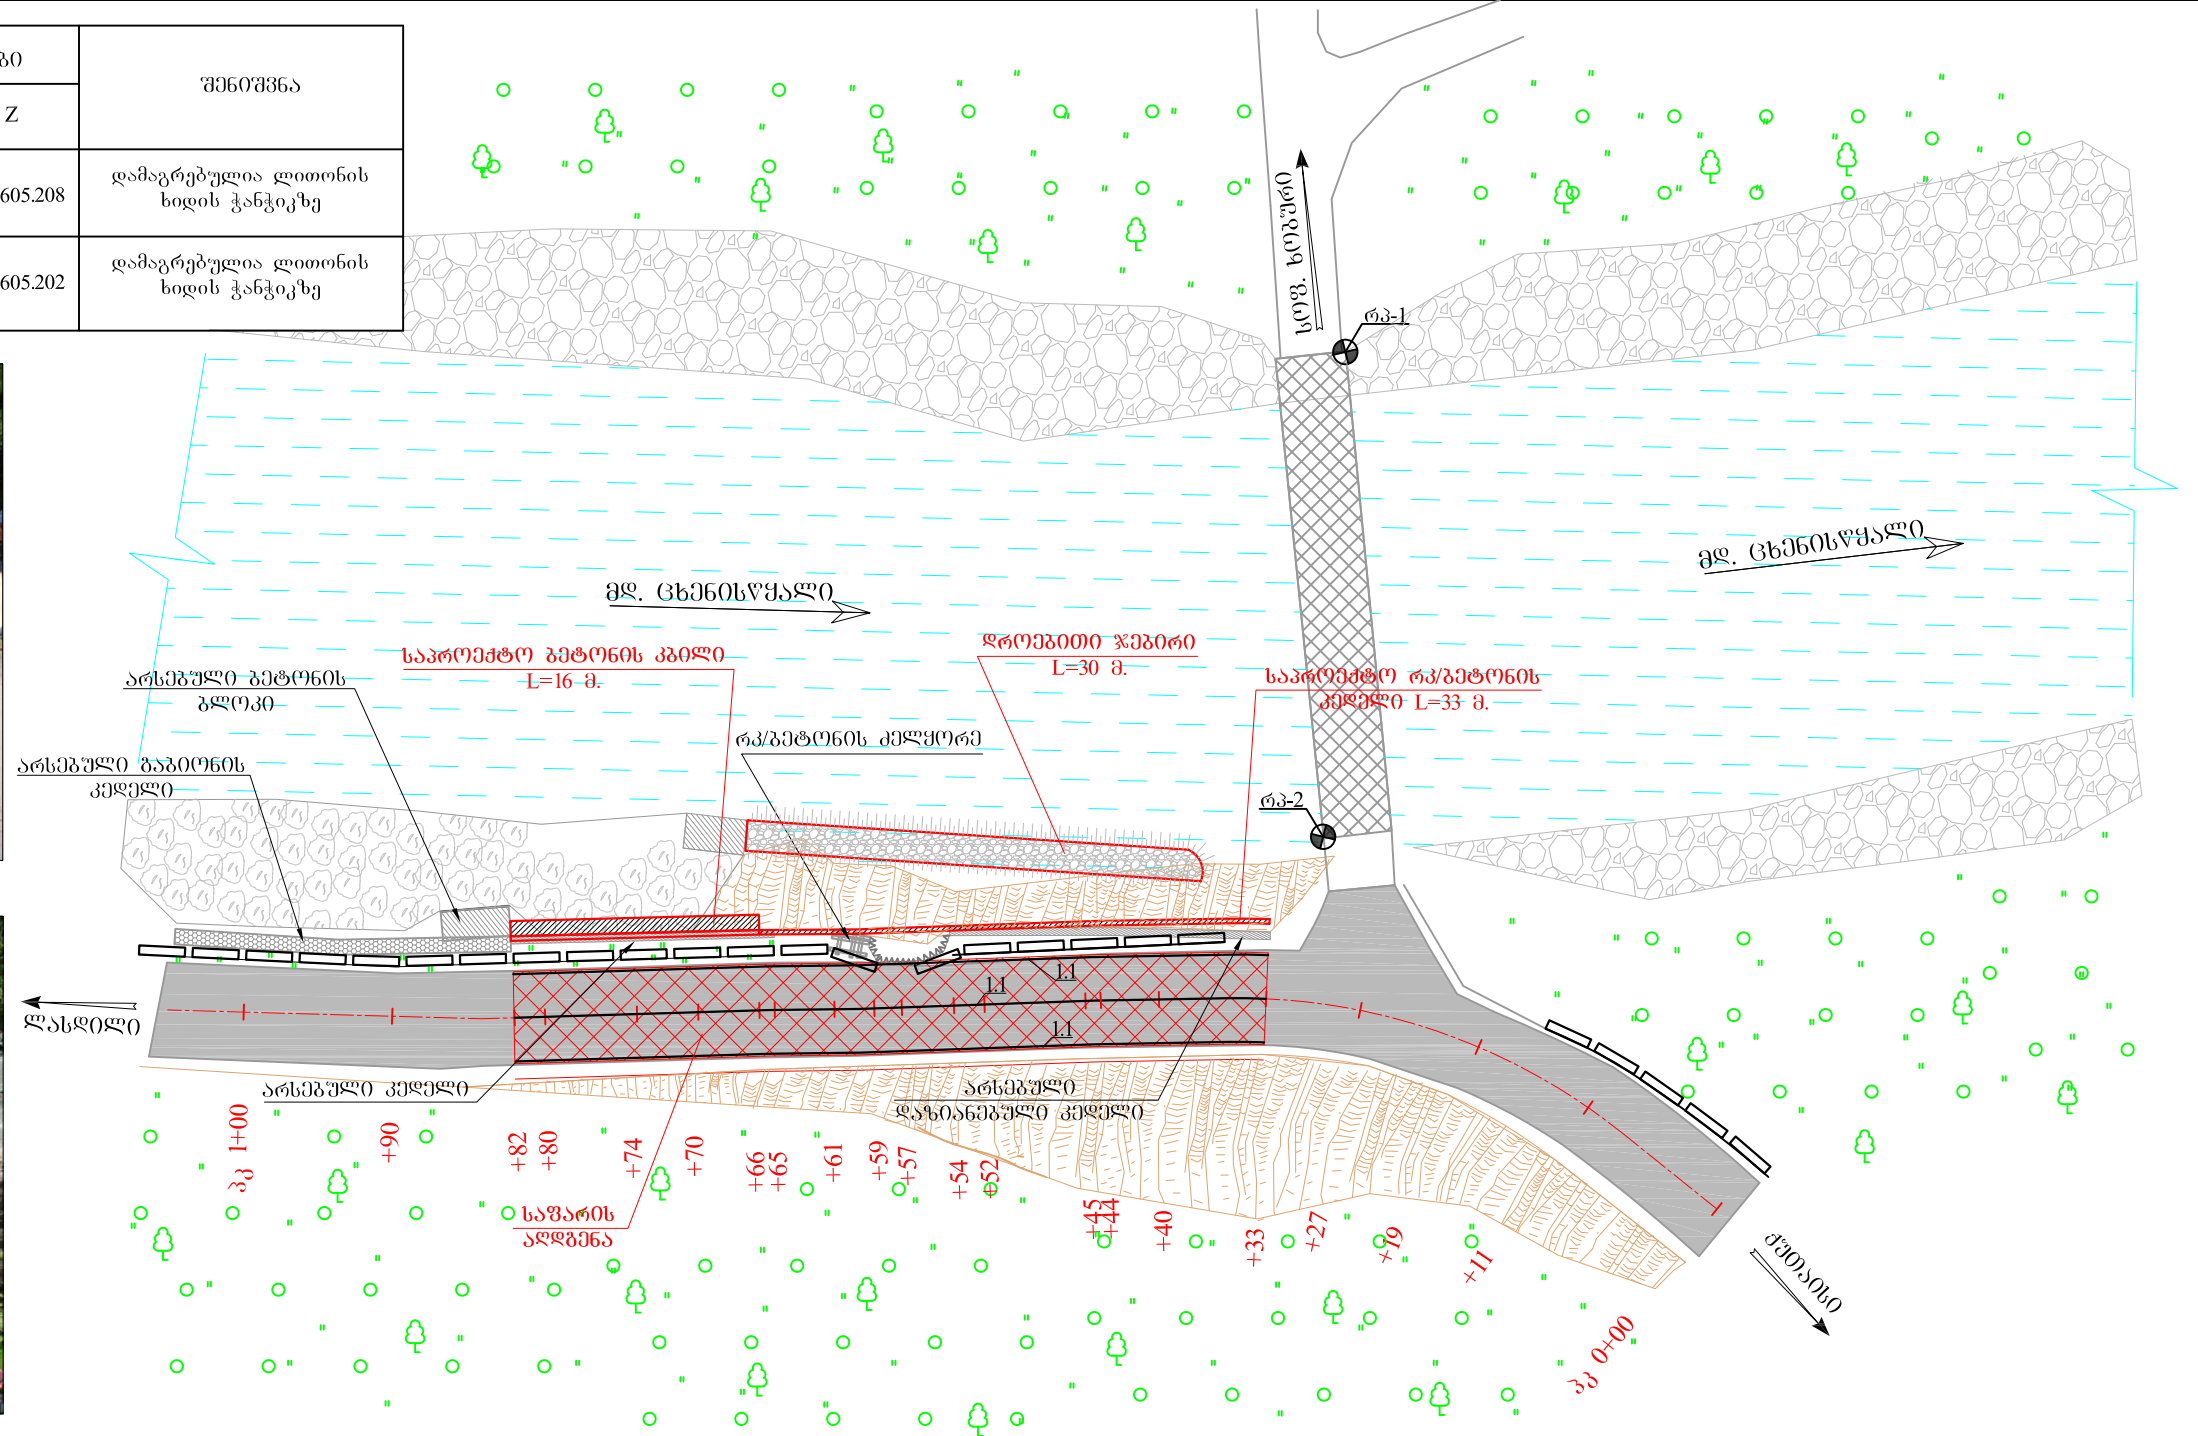 ბი
შენიშვნა
Z
605.208
დამაგრებულია ლითონის
ხიდის ჭანჭიკზე
605.202
დამაგრებულია ლითონის
ხიდის ჭანჭიკზე
სოფ. ხოფური
რპ-1
მდ. ცხენისწყალი
მდ. ცხენისწყალი
საპროექტო ბეტონის კბილი
L=16 მ.
დროებითი ჯებირი
L=30 მ.
საპროექტო რკ/ბეტონის
კედელი L=33 მ.
არსებული ბეტონის
ბლოკი
რკ/ბეტონის ძელყორე
არსებული გაბიონის
კედელი
რპ-2
ლასდილი
1.1
1.1
1.1
არსებული კედელი
არსებული
დაზიანებული კედელი
საფარის
აღდგენა
პკ 1+00
+90
+82
+80
+74
+70
+66
+65
+61
+59
+57
+54
+52
+45
+44
+40
+33
+27
+19
+11
პკ 0+00
ქუთაისი